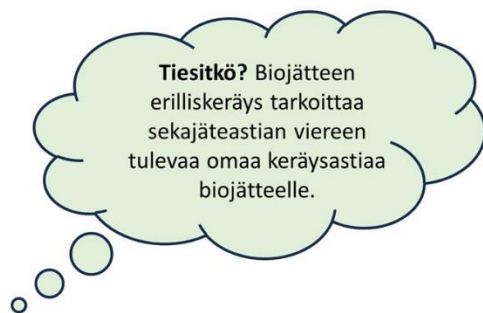 Tiesitkö? Biojätteen
erilliskeräys tarkoittaa
sekajäteastian viereen
tulevaa omaa keräysastiaa
biojätteelle.